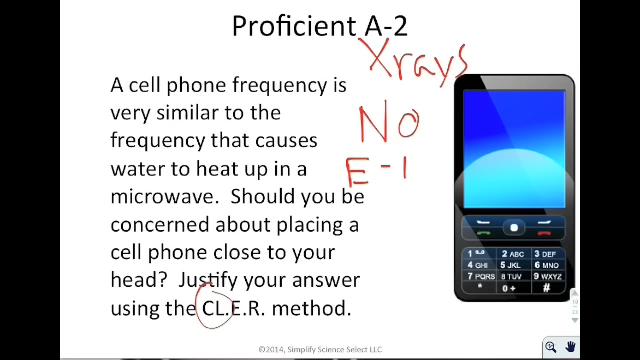 Proficient A-2
Xrays
A cell phone frequency is
very similar to the
frequency that causes
water to heat up in a
microwave. Should you be
concerned about placing a
cell phone close to your
head? Justify your answer
using the CL.E.R. method.
No
E-1
1
2 ABC
3 DEF
4 GHI
5 JKL
6 MNO
7 PQRS
8 TUV
9 WXYZ
*
0
#
©2014, Simplify Science Select LLC